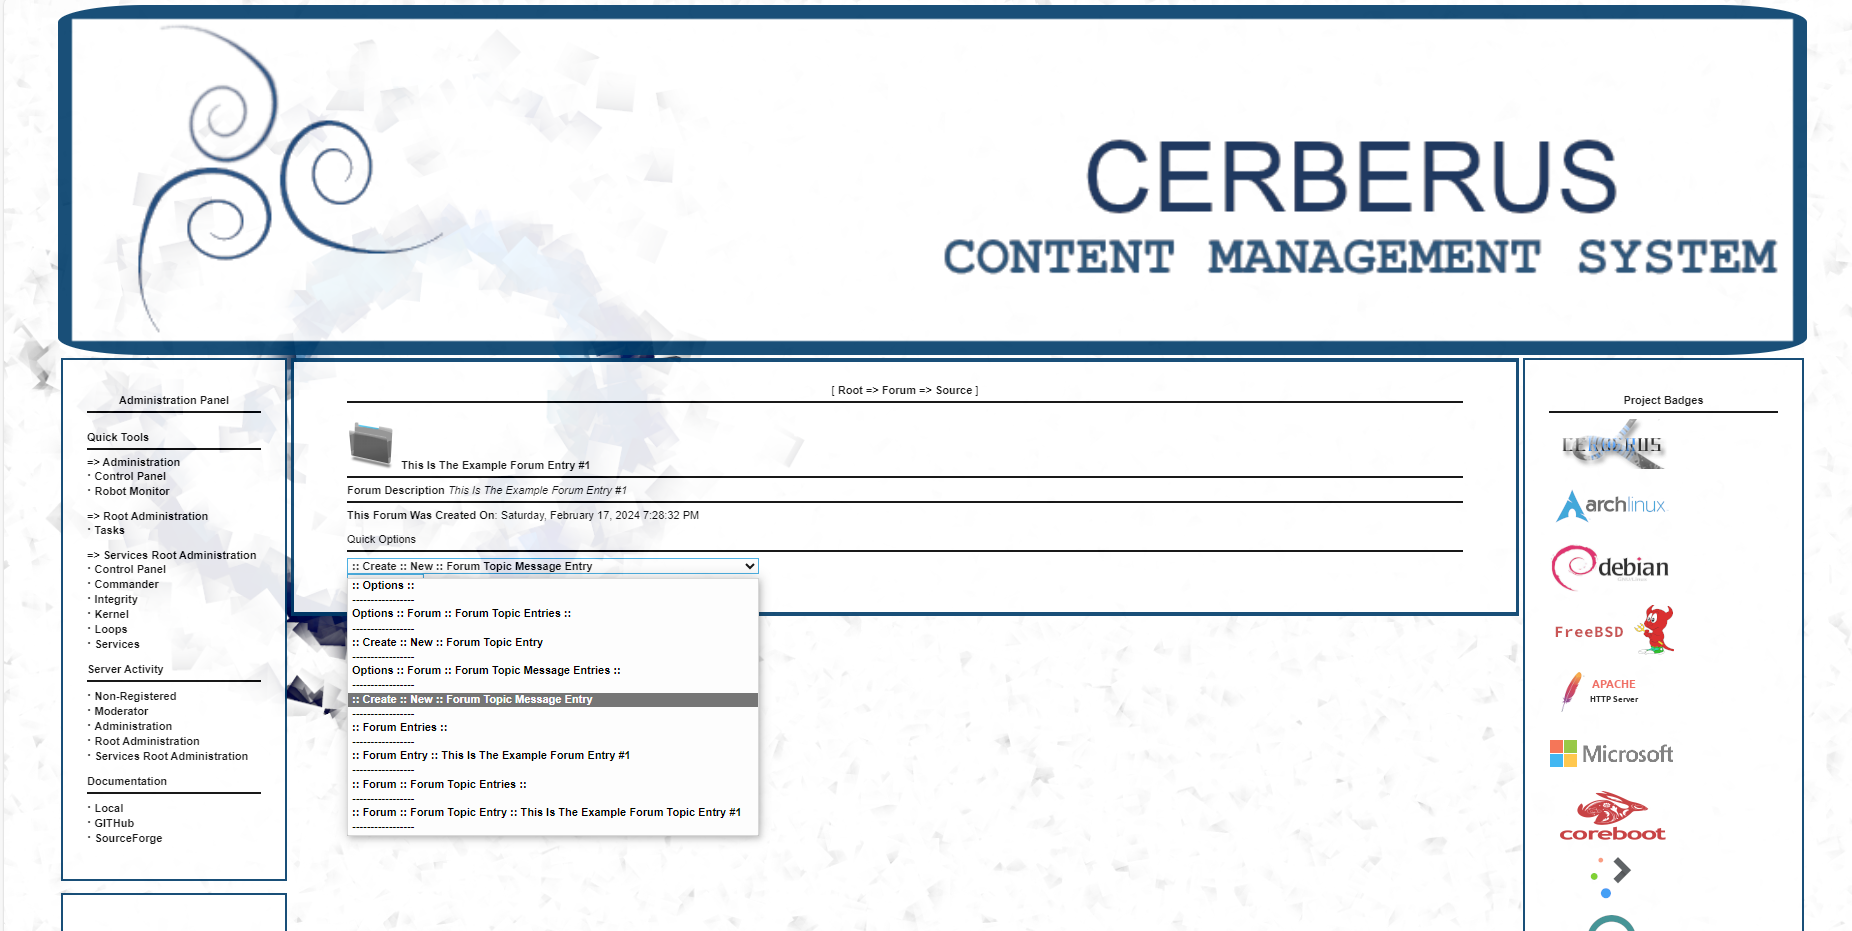 CERBERUS
CONTENT MANAGEMENT SYSTEM
Administration Panel
Quick Tools
=> Administration
· Control Panel
· Robot Monitor
=> Root Administration
· Tasks
=> Services Root Administration
· Control Panel
· Commander
· Integrity
· Kernel
· Loops
· Services
Server Activity
· Non-Registered
· Moderator
· Administration
· Root Administration
· Services Root Administration
Documentation
· Local
· GITHub
· SourceForge
[ Root => Forum => Source ]
This Is The Example Forum Entry #1
Forum Description This Is The Example Forum Entry #1
This Forum Was Created On: Saturday, February 17, 2024 7:28:32 PM
Quick Options
:: Create :: New :: Forum Topic Message Entry
:: Options ::
-----------------
Options :: Forum :: Forum Topic Entries ::
-----------------
:: Create :: New :: Forum Topic Entry
-----------------
Options :: Forum :: Forum Topic Message Entries ::
-----------------
:: Create :: New :: Forum Topic Message Entry
-----------------
:: Forum Entries ::
-----------------
:: Forum Entry :: This Is The Example Forum Entry #1
-----------------
:: Forum :: Forum Topic Entries ::
-----------------
:: Forum :: Forum Topic Entry :: This Is The Example Forum Topic Entry #1
-----------------
Project Badges
CERBERUS
archlinux
debian
FreeBSD
APACHE
HTTP Server
Microsoft
coreboot